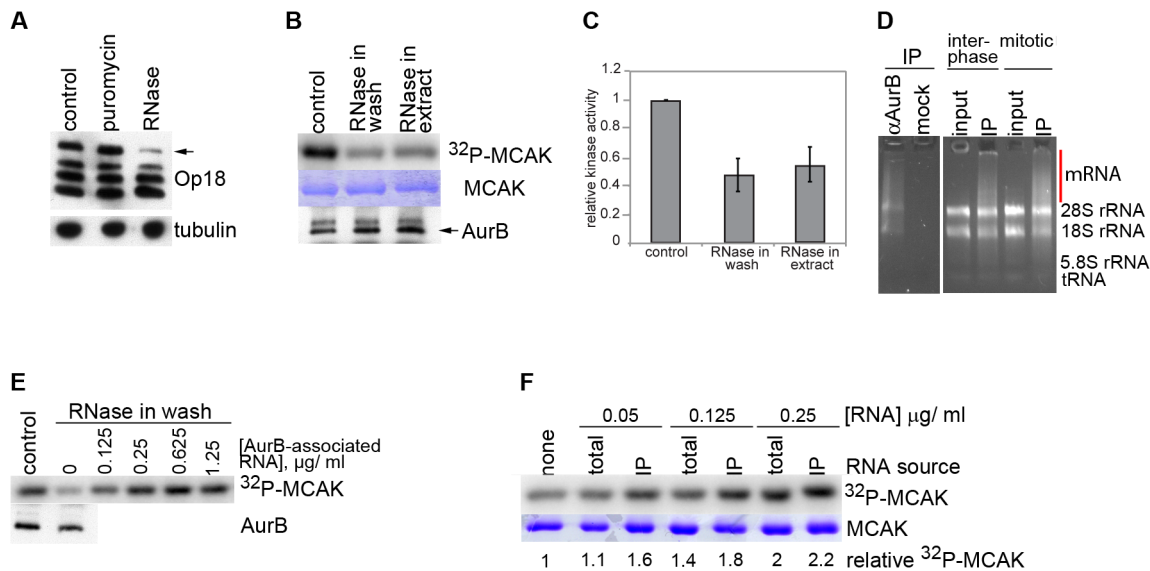 A
control
puromycin
RNase
Op18
tubulin
B
control
RNase in
wash
RNase in
extract
32P-MCAK
MCAK
AurB
C
relative kinase activity
1.2
1
0.8
0.6
0.4
0.2
0
control
RNase in
wash
RNase in
extract
D
IP
αAurB
mock
inter-
phase
mitotic
input
IP
input
IP
mRNA
28S rRNA
18S rRNA
5.8S rRNA
tRNA
E
control
RNase in wash
0
0.125
0.25
0.625
1.25
[AurB-associated
RNA], μg/ ml
32P-MCAK
AurB
F
none
0.05
0.125
0.25
[RNA] μg/ ml
total
IP
total
IP
total
IP
RNA source
32P-MCAK
MCAK
1 1.1 1.6 1.4 1.8 2 2.2 relative 32P-MCAK